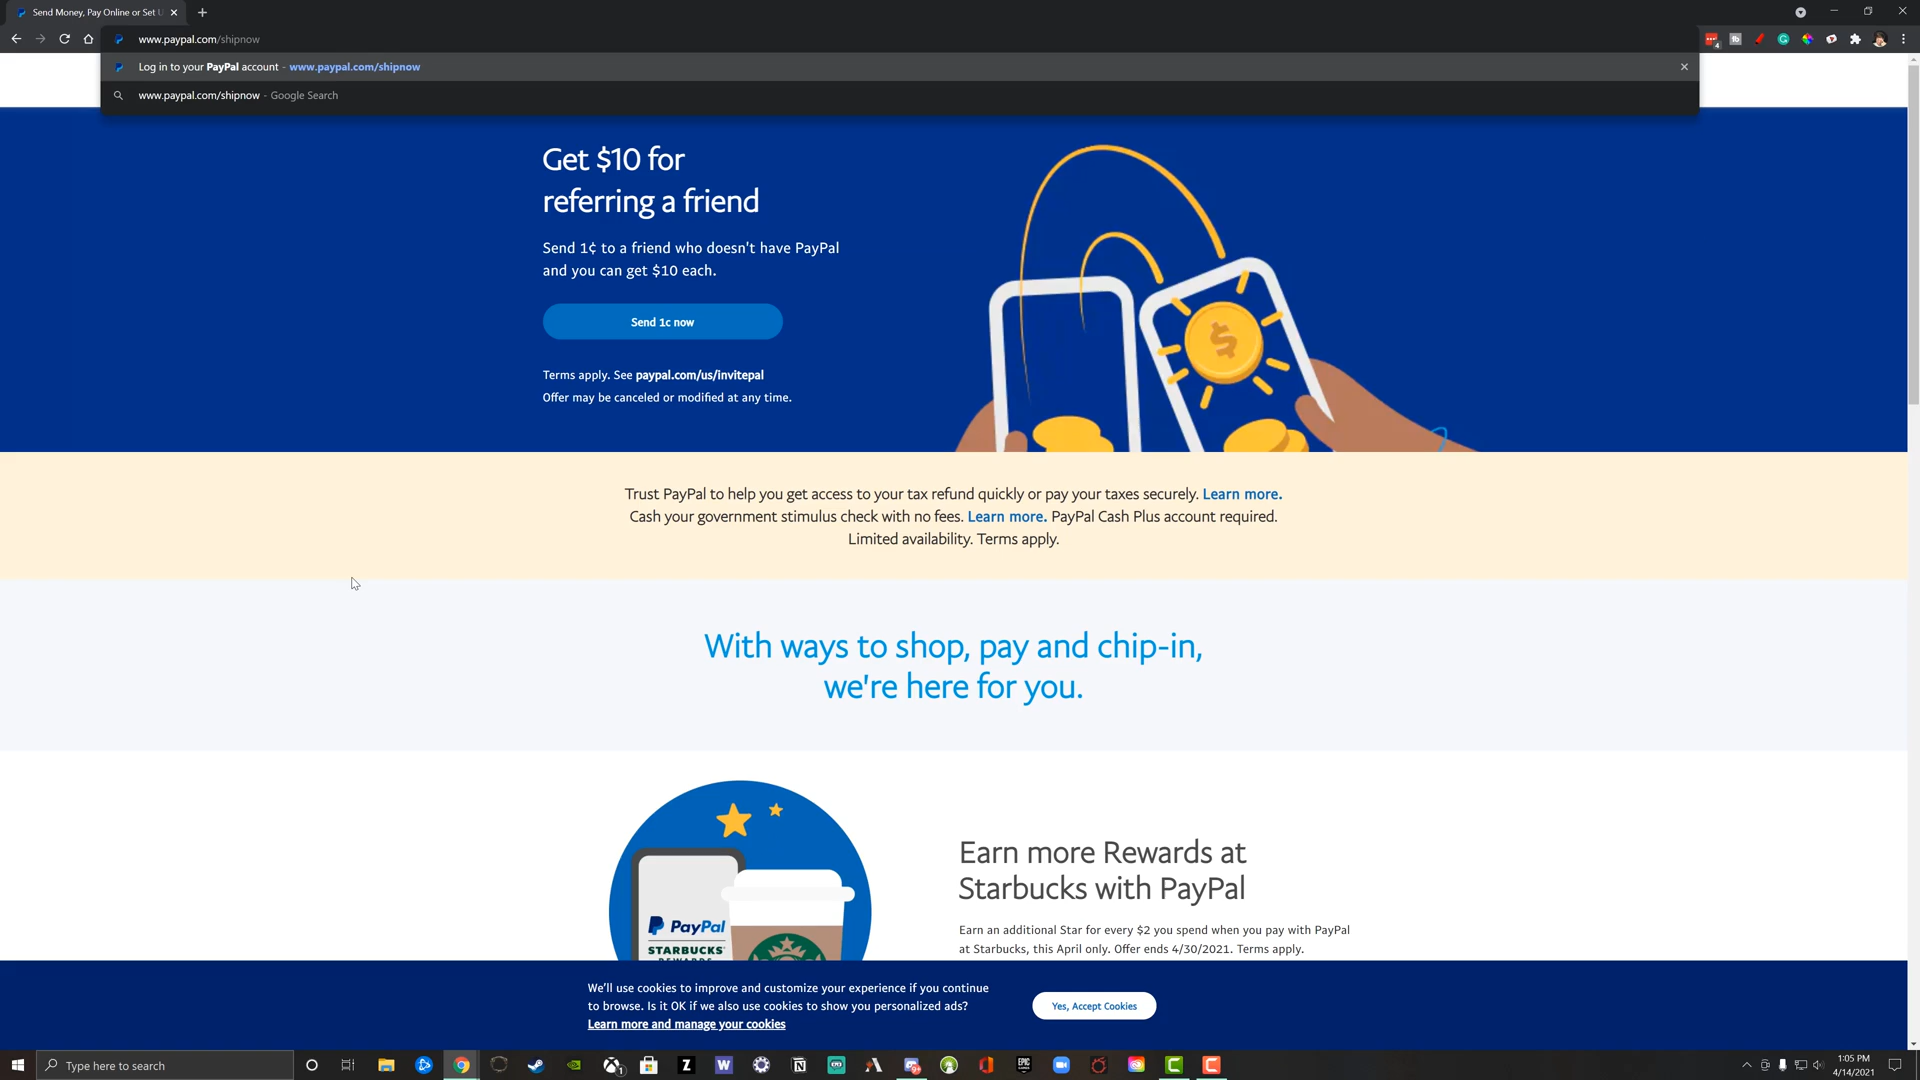 Send Money, Pay Online or Set U
www.paypal.com/shipnow
Log in to your PayPal account - www.paypal.com/shipnow
www.paypal.com/shipnow - Google Search
Get $10 for
referring a friend
Send 1¢ to a friend who doesn't have PayPal
and you can get $10 each.
Send 1c now
Terms apply. See paypal.com/us/invitepal
Offer may be canceled or modified at any time.
Trust PayPal to help you get access to your tax refund quickly or pay your taxes securely. Learn more.
Cash your government stimulus check with no fees. Learn more. PayPal Cash Plus account required.
Limited availability. Terms apply.
With ways to shop, pay and chip-in,
we're here for you.
PayPal
STARBUCKS
Earn more Rewards at
Starbucks with PayPal
Earn an additional Star for every $2 you spend when you pay with PayPal
at Starbucks, this April only. Offer ends 4/30/2021. Terms apply.
We'll use cookies to improve and customize your experience if you continue
to browse. Is it OK if we also use cookies to show you personalized ads?
Learn more and manage your cookies
Yes, Accept Cookies
Type here to search
1:05 PM
4/14/2021